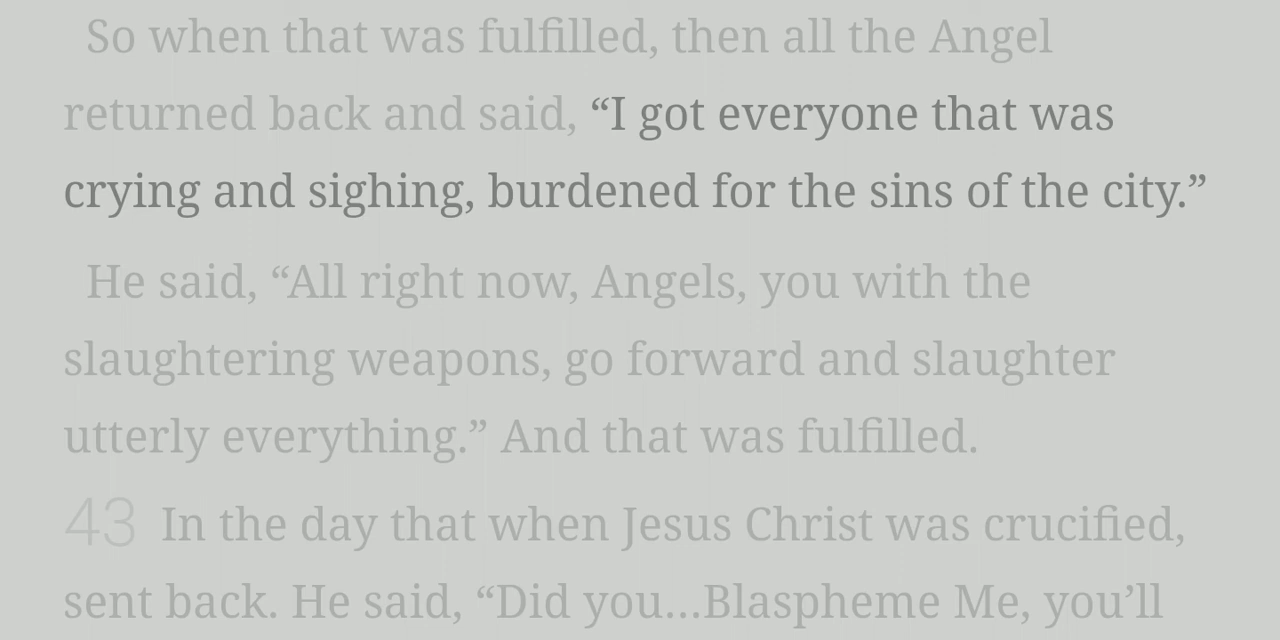 So when that was fulfilled, then all the Angel
returned back and said, “I got everyone that was
crying and sighing, burdened for the sins of the city.”
He said, “All right now, Angels, you with the
slaughtering weapons, go forward and slaughter
utterly everything.” And that was fulfilled.
43 In the day that when Jesus Christ was crucified,
sent back. He said, “Did you…Blaspheme Me, you’ll